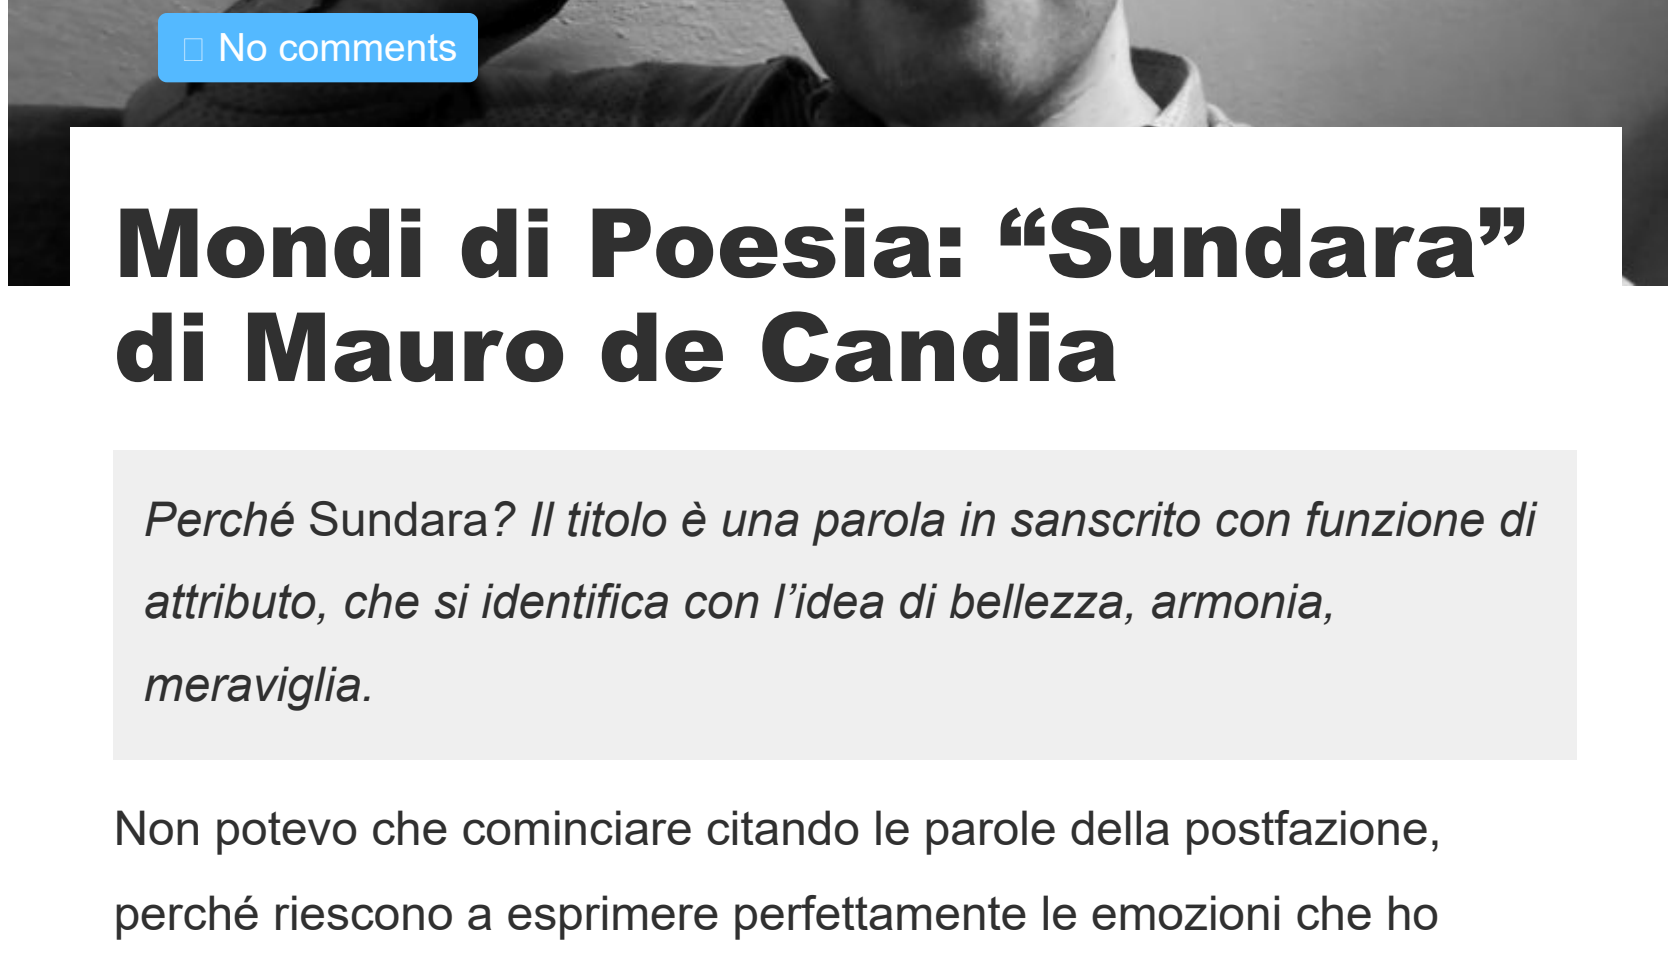 No comments
Mondi di Poesia: “Sundara”
di Mauro de Candia
Perché Sundara? Il titolo è una parola in sanscrito con funzione di
attributo, che si identifica con l’idea di bellezza, armonia,
meraviglia.
Non potevo che cominciare citando le parole della postfazione,
perché riescono a esprimere perfettamente le emozioni che ho